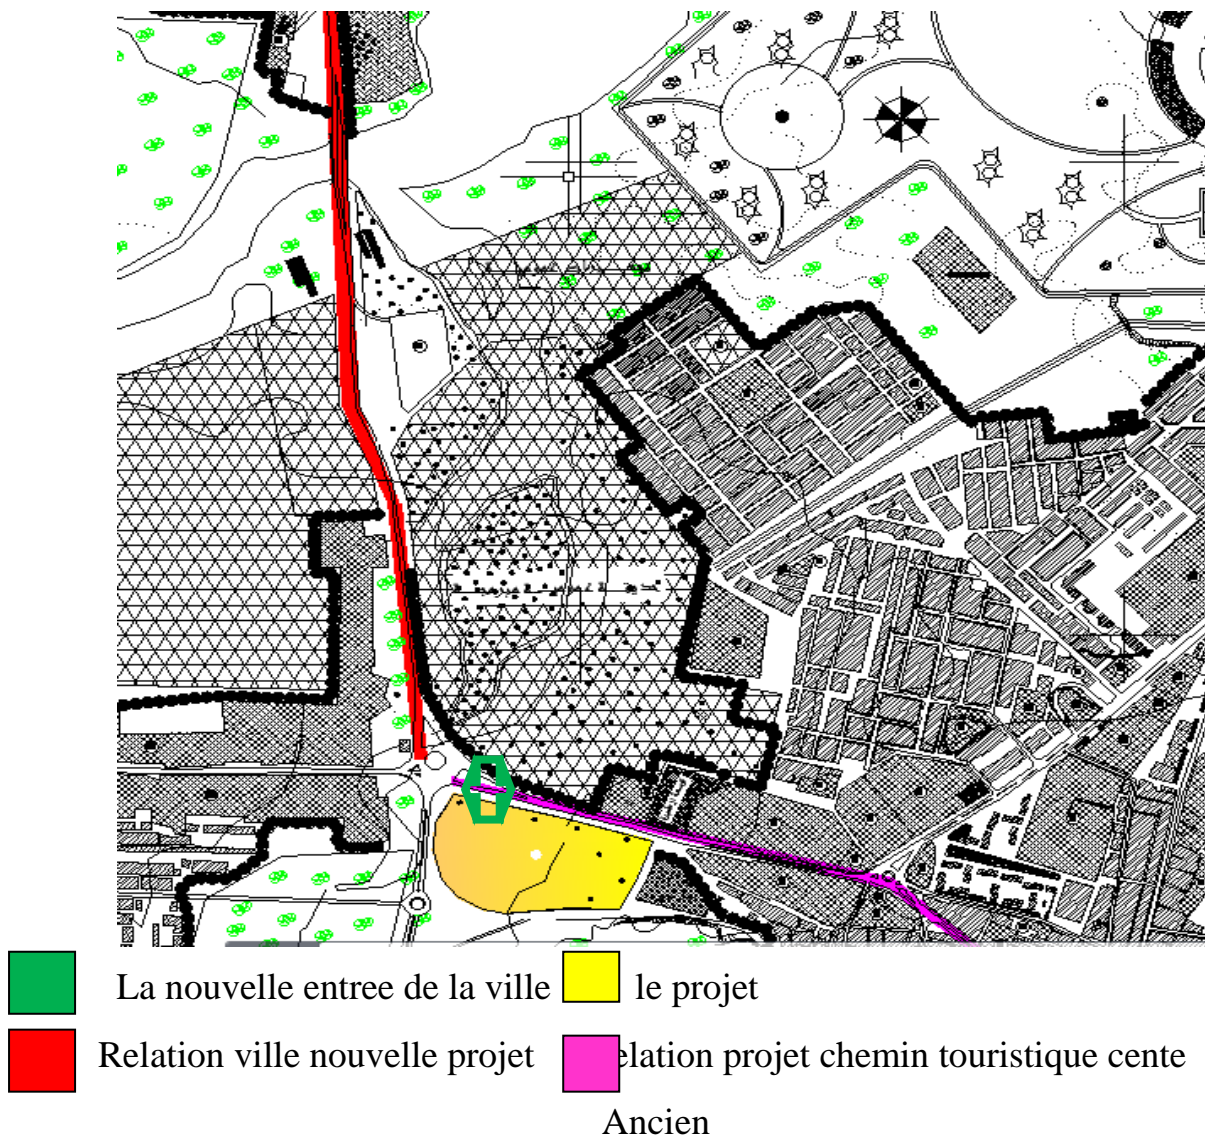 La nouvelle entree de la ville
le projet
Relation ville nouvelle projet
elation projet chemin touristique cente
Ancien